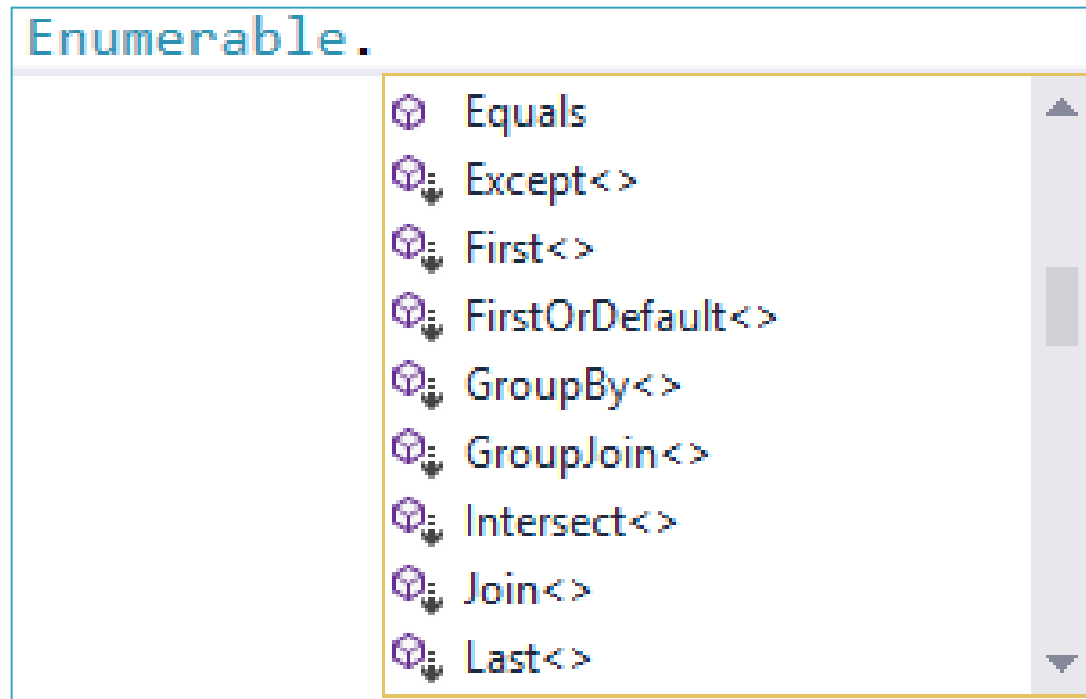 Enumerable.
Equals
Except<>
First<>
FirstOrDefault<>
GroupBy<>
GroupJoin<>
Intersect<>
Join<>
Last<>